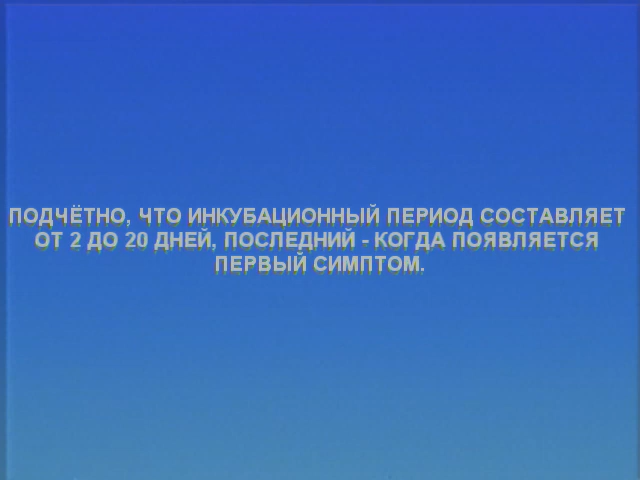 ПОДЧЁТНО, ЧТО ИНКУБАЦИОННЫЙ ПЕРИОД СОСТАВЛЯЕТ
ОТ 2 ДО 20 ДНЕЙ, ПОСЛЕДНИЙ - КОГДА ПОЯВЛЯЕТСЯ
ПЕРВЫЙ СИМПТОМ.